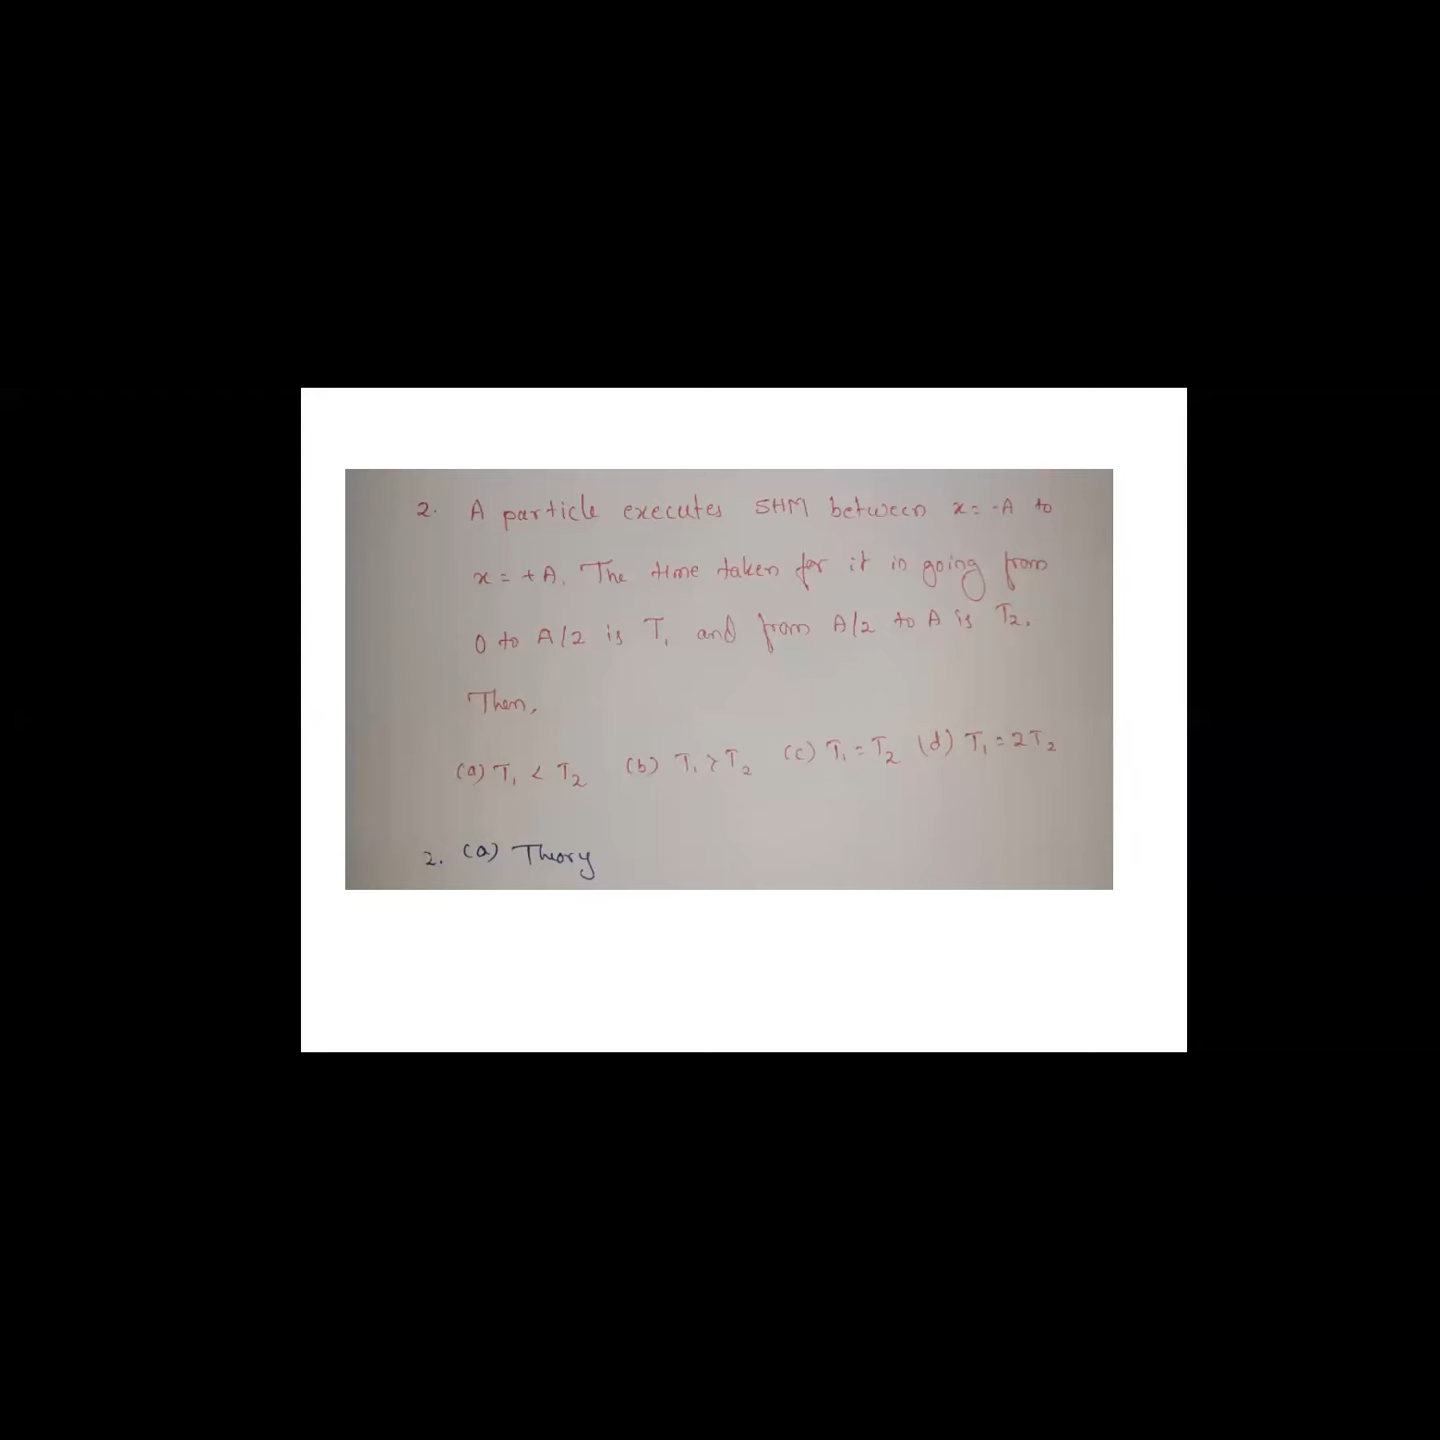 2. A particle executes SHM between x = -A to
x = +A. The time taken for it in going from
0 to A/2 is T₁ and from A/2 to A is T₂.
Then,
(a) T₁ < T₂ (b) T₁ > T₂ (c) T₁ = T₂ (d) T₁ = 2T₂
2. (a) Theory